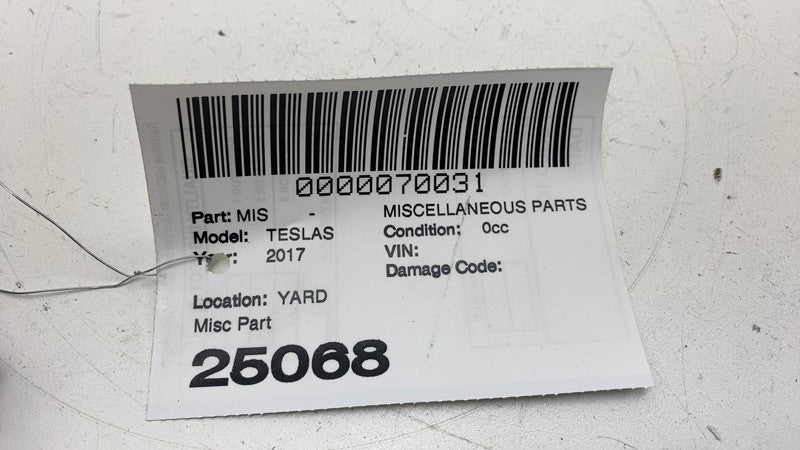 0000070031
Part: MIS - MISCELLANEOUS PARTS
Model: TESLAS Condition: 0cc
Year: 2017 VIN:
Damage Code:
Location: YARD
Misc Part
25068